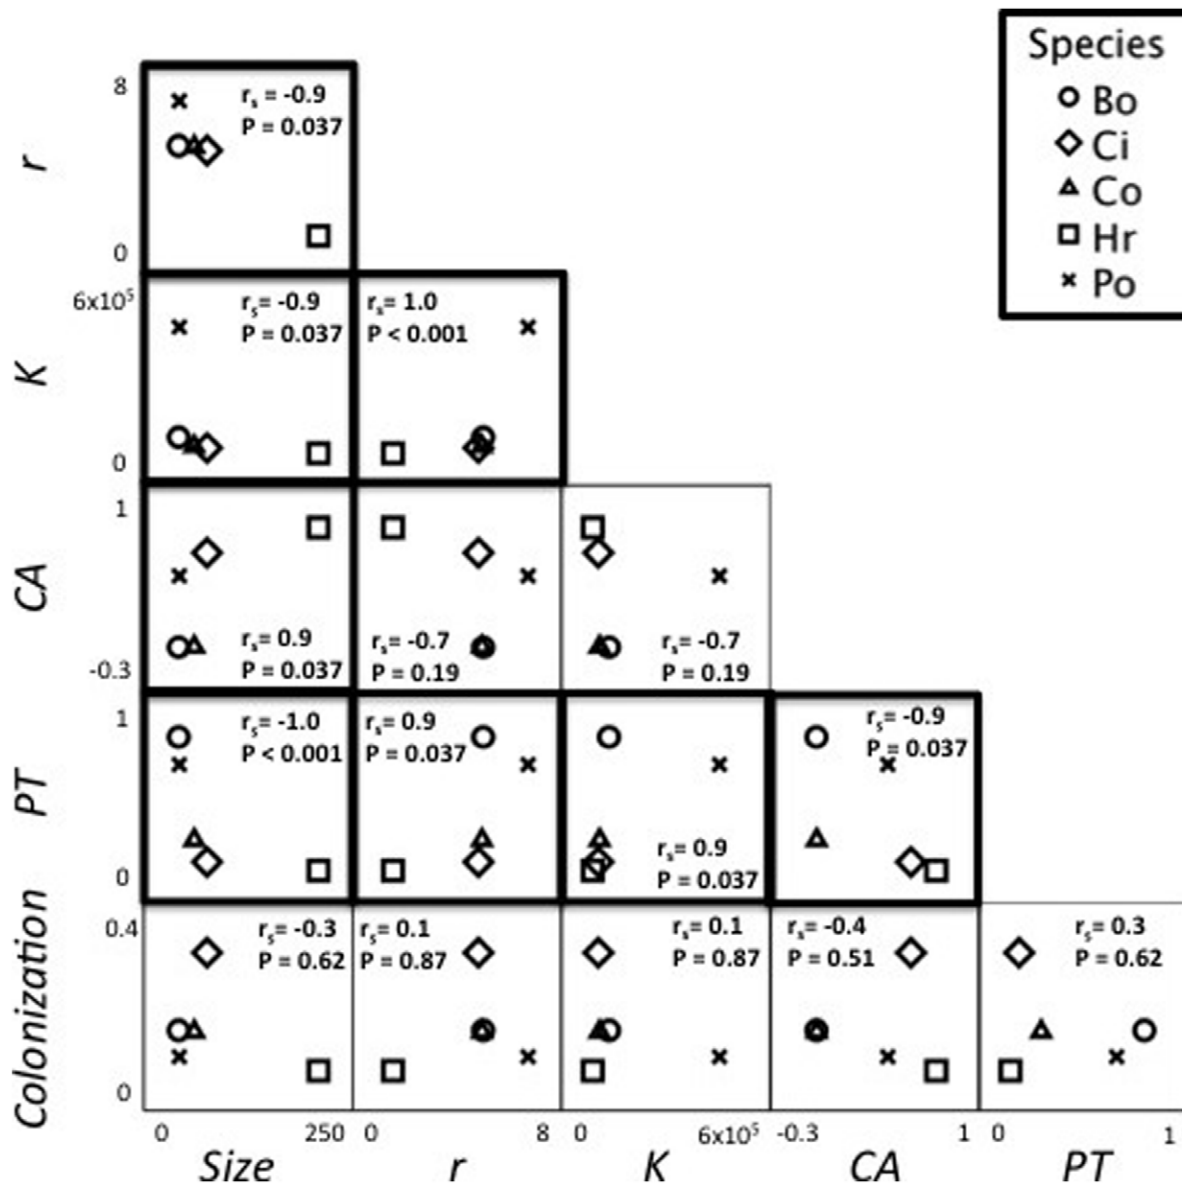 Species
Bo
Ci
Co
Hr
Po
r
8
0
rs = -0.9
P = 0.037
K
6x10⁵
0
rs= -0.9
P = 0.037
rs= 1.0
P < 0.001
CA
1
-0.3
rs= 0.9
P = 0.037
rs= -0.7
P = 0.19
rs= -0.7
P = 0.19
PT
1
0
rs= -1.0
P < 0.001
rs= 0.9
P = 0.037
rs= 0.9
P = 0.037
rs= -0.9
P = 0.037
Colonization
0.4
0
rs= -0.3
P = 0.62
rs= 0.1
P = 0.87
rs= 0.1
P = 0.87
rs= -0.4
P = 0.51
rs= 0.3
P = 0.62
0 250 0 8 0 6x10⁵ -0.3 1 0 1
Size r K CA PT